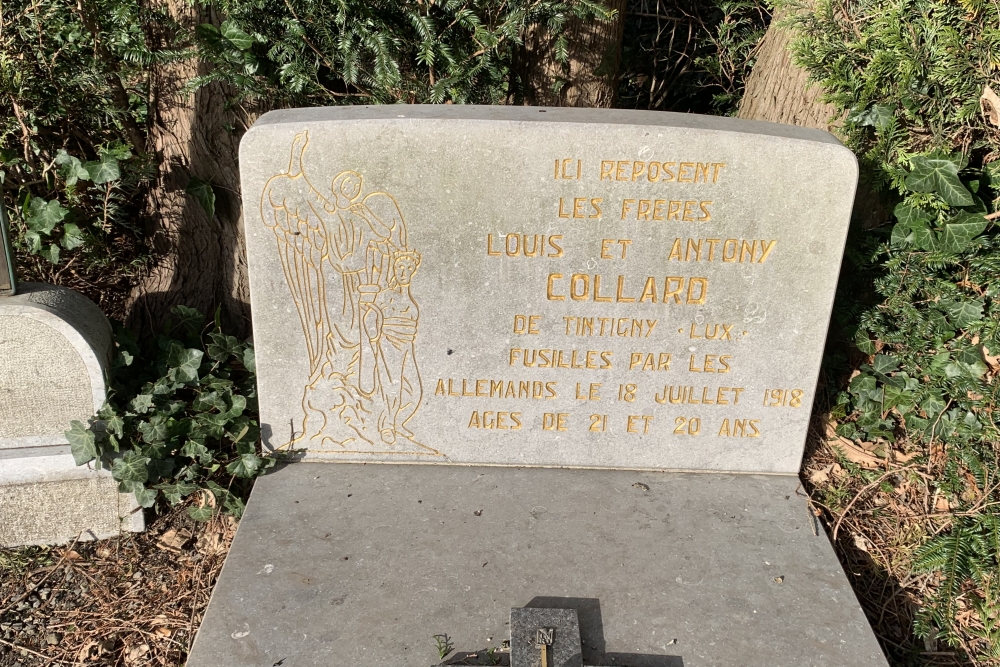 ICI REPOSENT
LES FRERES
LOUIS ET ANTONY
COLLARD
DE TINTIGNY · LUX ·
FUSILLES PAR LES
ALLEMANDS LE 18 JUILLET 1918
AGES DE 21 ET 20 ANS.